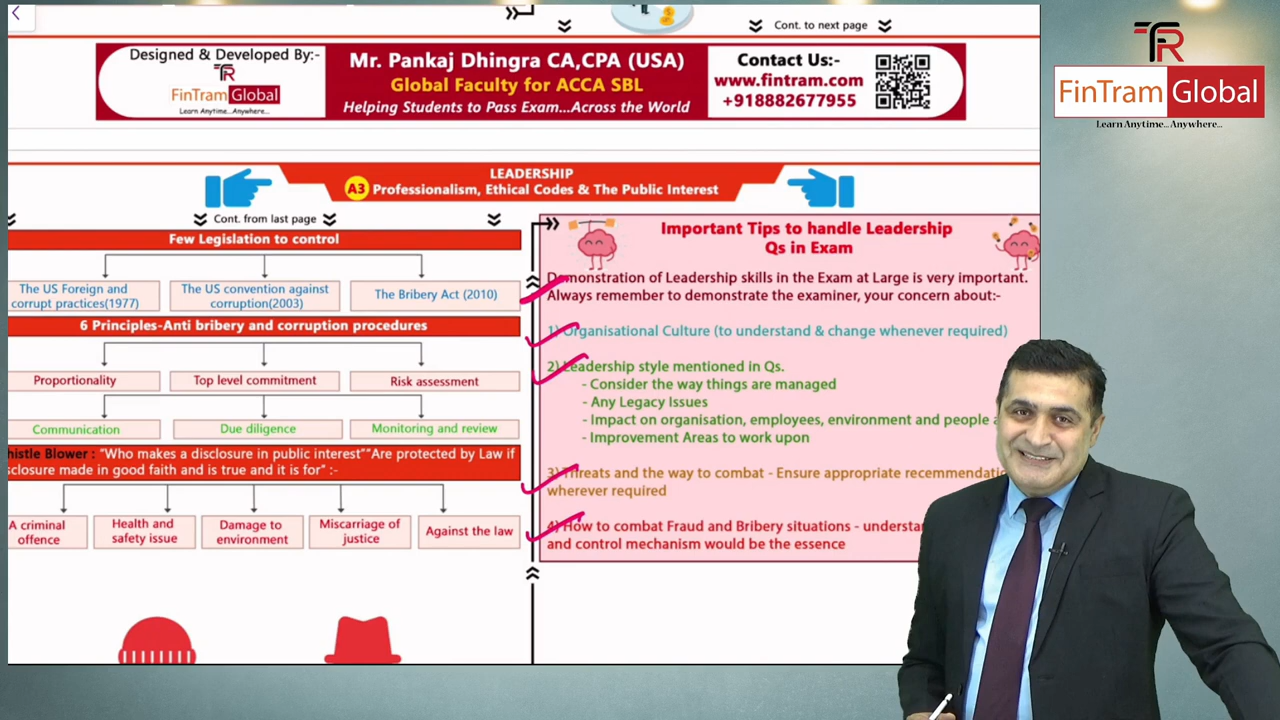 Cont. to next page
Designed & Developed By:-
FinTram Global
Learn Anytime...Anywhere...
Mr. Pankaj Dhingra CA,CPA (USA)
Global Faculty for ACCA SBL
Helping Students to Pass Exam...Across the World
Contact Us:-
www.fintram.com
+918882677955
FinTram Global
Learn Anytime...Anywhere...
LEADERSHIP
A3 Professionalism, Ethical Codes & The Public Interest
Cont. from last page
Few Legislation to control
The US Foreign and
corrupt practices(1977)
The US convention against
corruption(2003)
The Bribery Act (2010)
6 Principles-Anti bribery and corruption procedures
Proportionality
Top level commitment
Risk assessment
Communication
Due diligence
Monitoring and review
histle Blower : "Who makes a disclosure in public interest""Are protected by Law if
sclosure made in good faith and is true and it is for" :-
A criminal
offence
Health and
safety issue
Damage to
environment
Miscarriage of
justice
Against the law
Important Tips to handle Leadership
Qs in Exam
Demonstration of Leadership skills in the Exam at Large is very important.
Always remember to demonstrate the examiner, your concern about:-
1) Organisational Culture (to understand & change whenever required)
2) Leadership style mentioned in Qs.
- Consider the way things are managed
- Any Legacy Issues
- Impact on organisation, employees, environment and people
- Improvement Areas to work upon
3) Threats and the way to combat - Ensure appropriate recommendatio
wherever required
4) How to combat Fraud and Bribery situations - understan
and control mechanism would be the essence